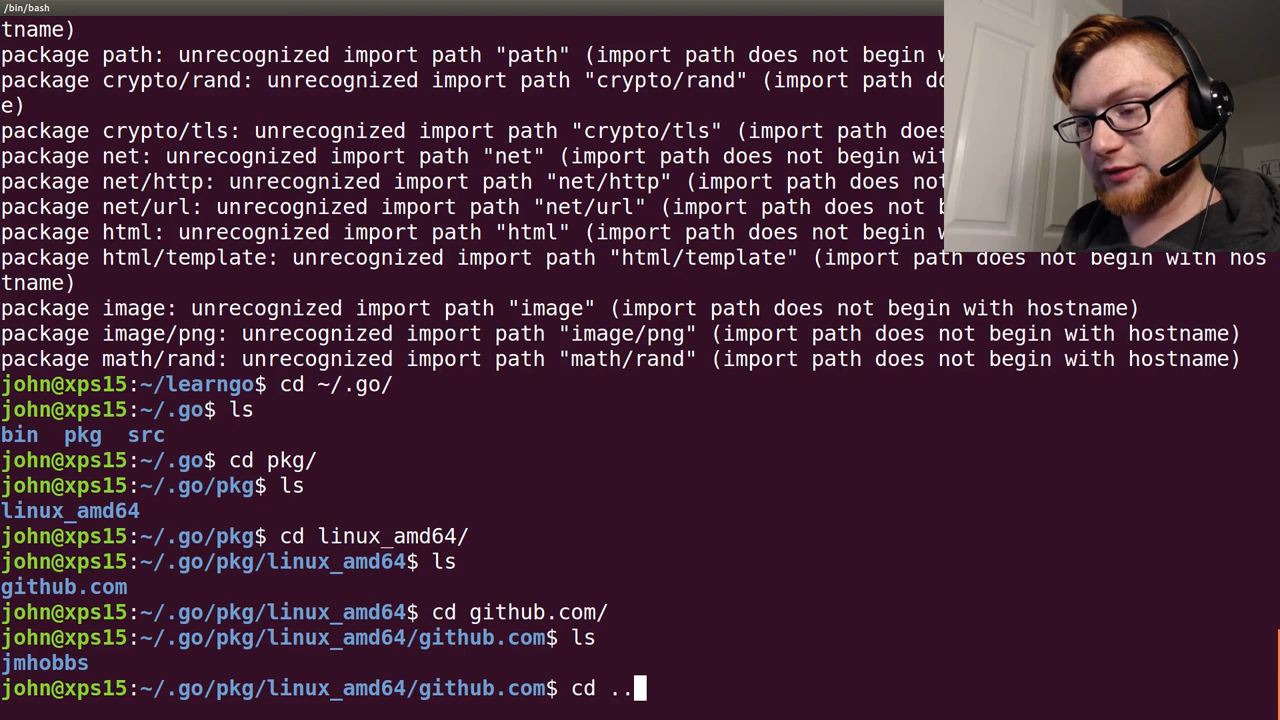 /bin/bash
tname)
package path: unrecognized import path "path" (import path does not begin w
package crypto/rand: unrecognized import path "crypto/rand" (import path do
e)
package crypto/tls: unrecognized import path "crypto/tls" (import path does
package net: unrecognized import path "net" (import path does not begin wit
package net/http: unrecognized import path "net/http" (import path does not
package net/url: unrecognized import path "net/url" (import path does not b
package html: unrecognized import path "html" (import path does not begin w
package html/template: unrecognized import path "html/template" (import path does not begin with hos
tname)
package image: unrecognized import path "image" (import path does not begin with hostname)
package image/png: unrecognized import path "image/png" (import path does not begin with hostname)
package math/rand: unrecognized import path "math/rand" (import path does not begin with hostname)
john@xps15:~/learngo$ cd ~/.go/
john@xps15:~/.go$ ls
bin pkg src
john@xps15:~/.go$ cd pkg/
john@xps15:~/.go/pkg$ ls
linux_amd64
john@xps15:~/.go/pkg$ cd linux_amd64/
john@xps15:~/.go/pkg/linux_amd64$ ls
github.com
john@xps15:~/.go/pkg/linux_amd64$ cd github.com/
john@xps15:~/.go/pkg/linux_amd64/github.com$ ls
jmhobbs
john@xps15:~/.go/pkg/linux_amd64/github.com$ cd ..